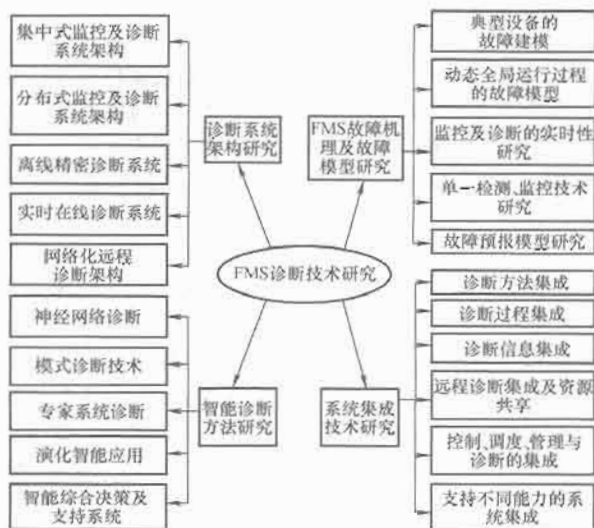 集中式监控及诊断
系统架构
分布式监控及诊断
系统架构
离线精密诊断系统
实时在线诊断系统
网络化远程
诊断架构
诊断系统
架构研究
FMS故障机
理及故障
模型研究
典型设备的
故障建模
动态全局运行过程
的故障模型
监控及诊断的实时性
研究
单一检测、监控技术
研究
故障预报模型研究
FMS诊断技术研究
神经网络诊断
模式诊断技术
专家系统诊断
演化智能应用
智能综合决策及
支持系统
智能诊断
方法研究
系统集成
技术研究
诊断方法集成
诊断过程集成
诊断信息集成
远程诊断集成及资源
共享
控制、调度、管理与
诊断的集成
支持不同能力的系
统集成